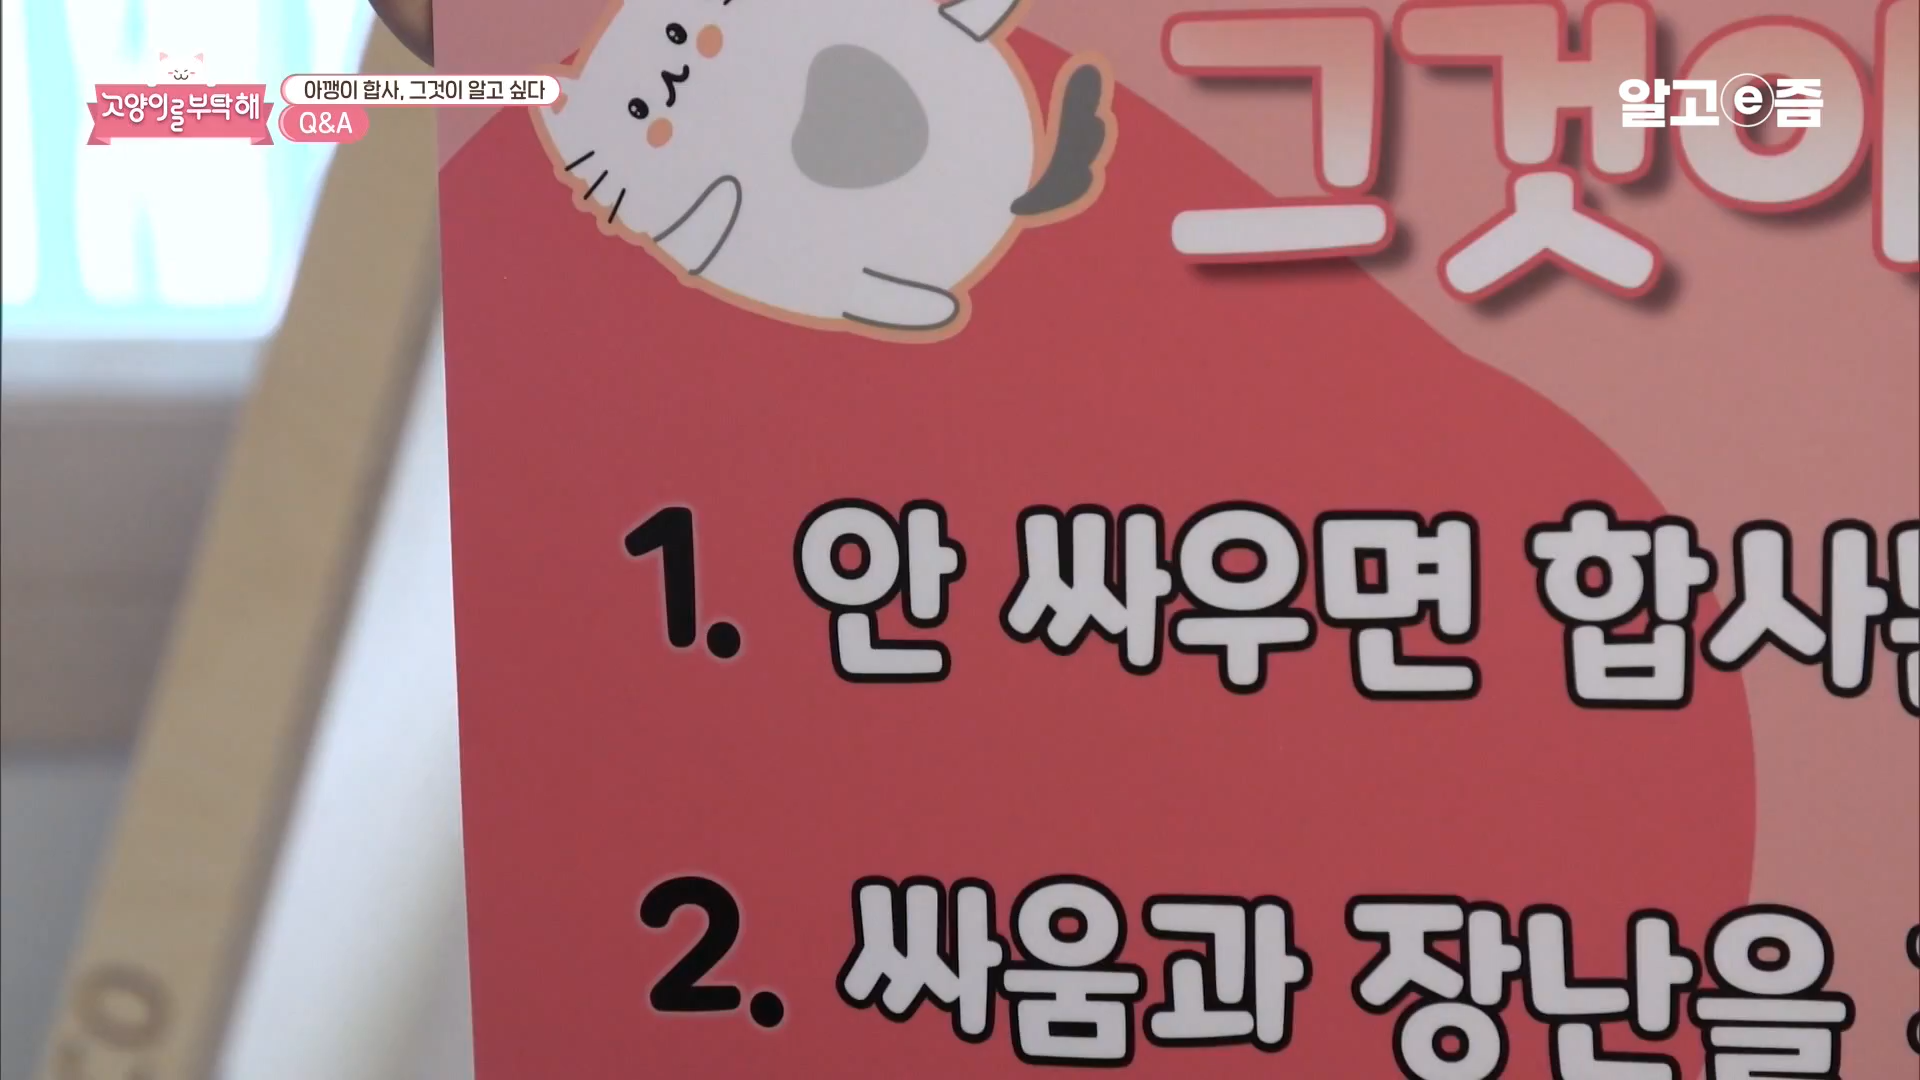 고양이를부탁해
아깽이 합사, 그것이 알고 싶다
Q&A
알고e즘
그것이
1. 안 싸우면 합사
2. 싸움과 장난을